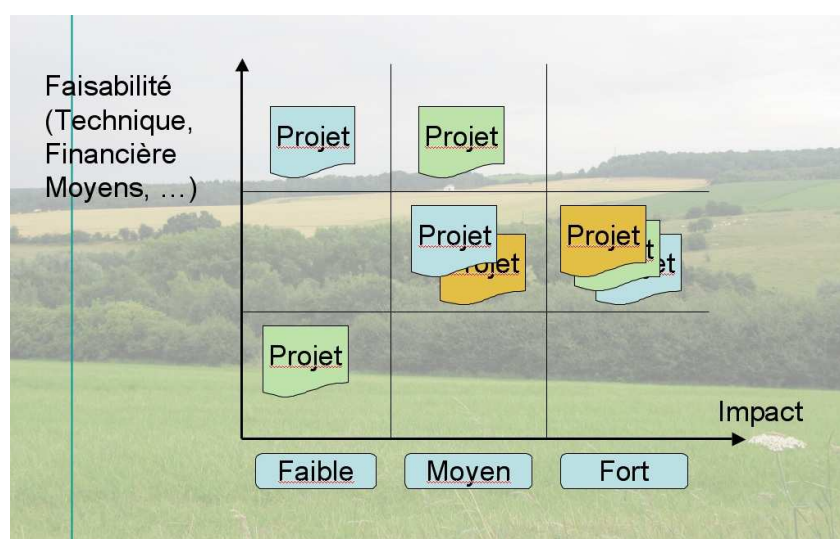 Faisabilité
(Technique,
Financière
Moyens, …)
Projet
Projet
Projet
Projet
Projet
Projet
Impact
Faible
Moyen
Fort